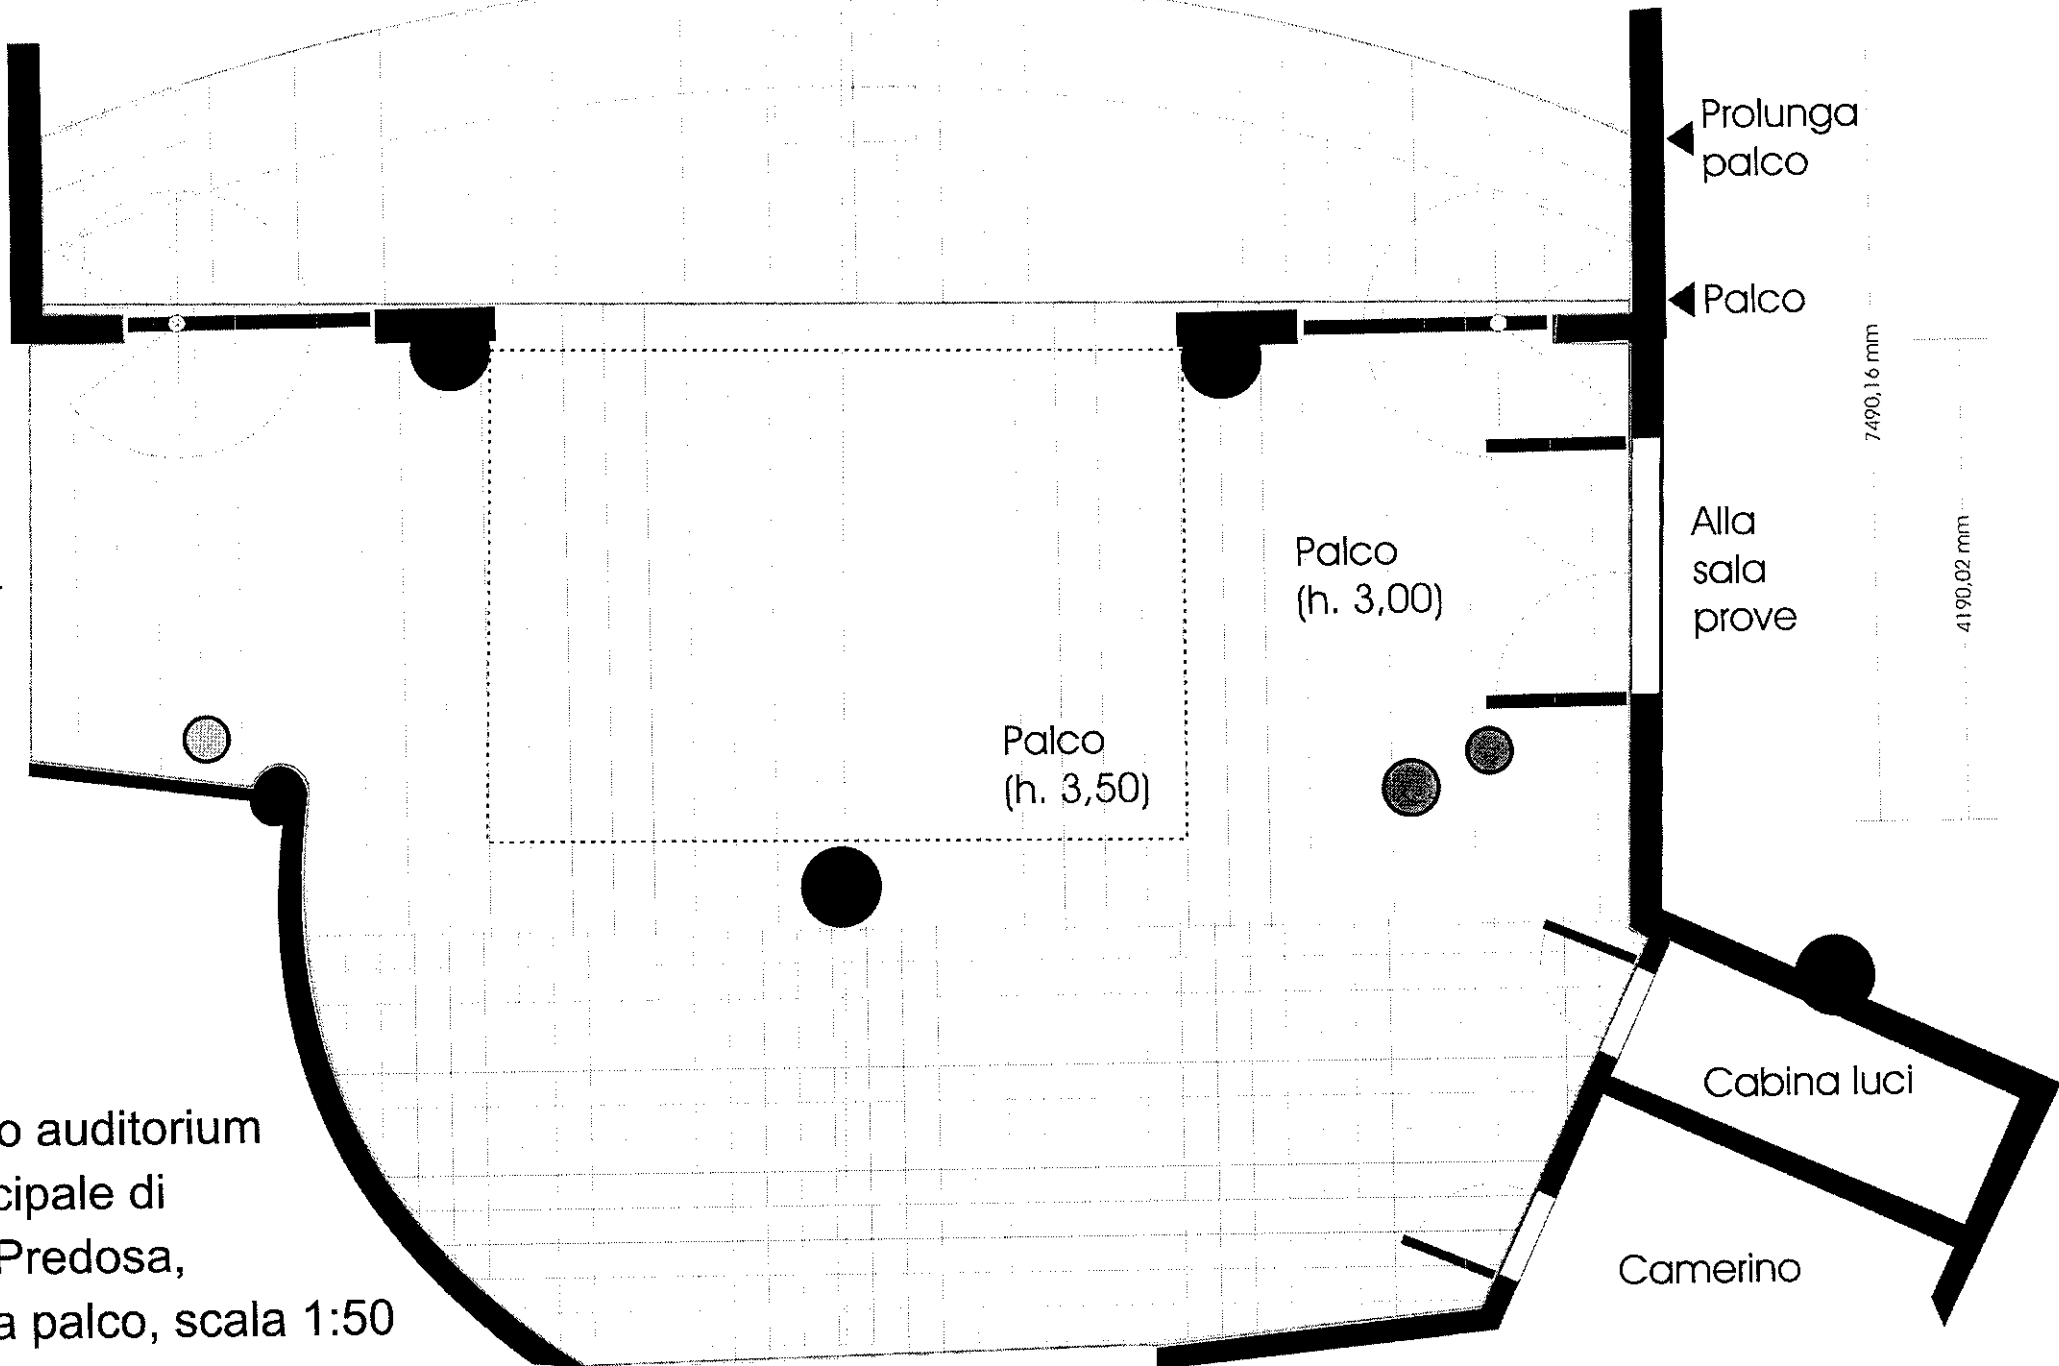 Prolunga
palco
Palco
7490,16 mm
4190,02 mm
Alla
sala
prove
Palco
(h. 3,00)
Palco
(h. 3,50)
Cabina luci
Camerino
o auditorium
cipale di
Predosa,
a palco, scala 1:50